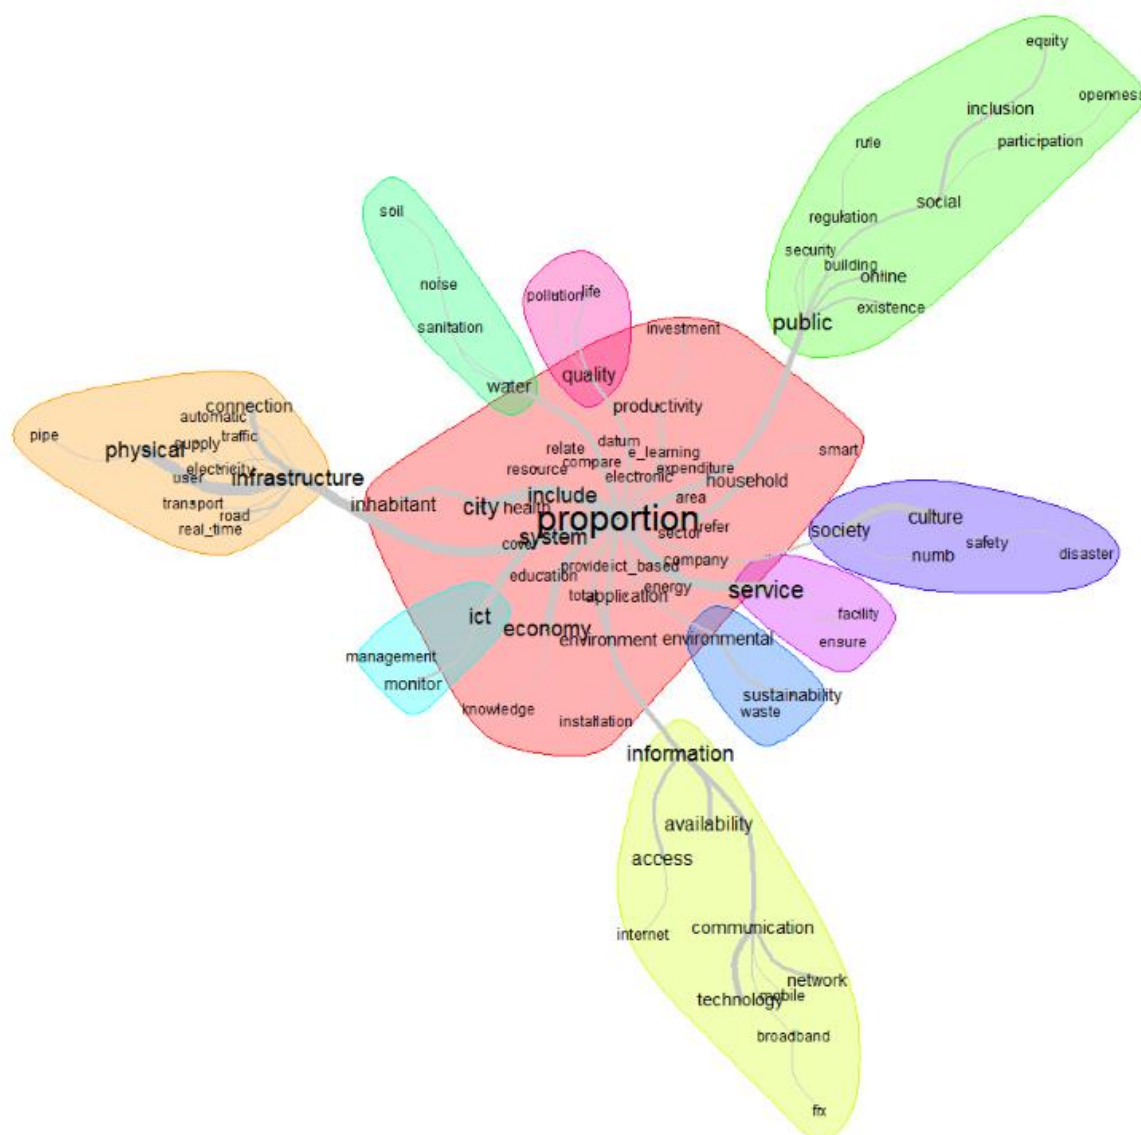 equity
openness
inclusion
participation
rule
social
regulation
security
building
online
existence
public
soil
noise
sanitation
water
pollution
life
quality
investment
productivity
datum
relate
compare
e_learning
resource
electronic
expenditure
household
smart
area
include
inhabitant
city
health
proportion
sector
refer
system
cover
company
provide
ict_based
education
energy
total
application
ict
economy
environment
environmental
knowledge
installation
connection
automatic
pipe
physical
supply
traffic
electricity
user
infrastructure
transport
road
real_time
management
monitor
society
culture
numb
safety
disaster
service
facility
ensure
sustainability
waste
information
availability
access
internet
communication
network
mobile
technology
broadband
fix